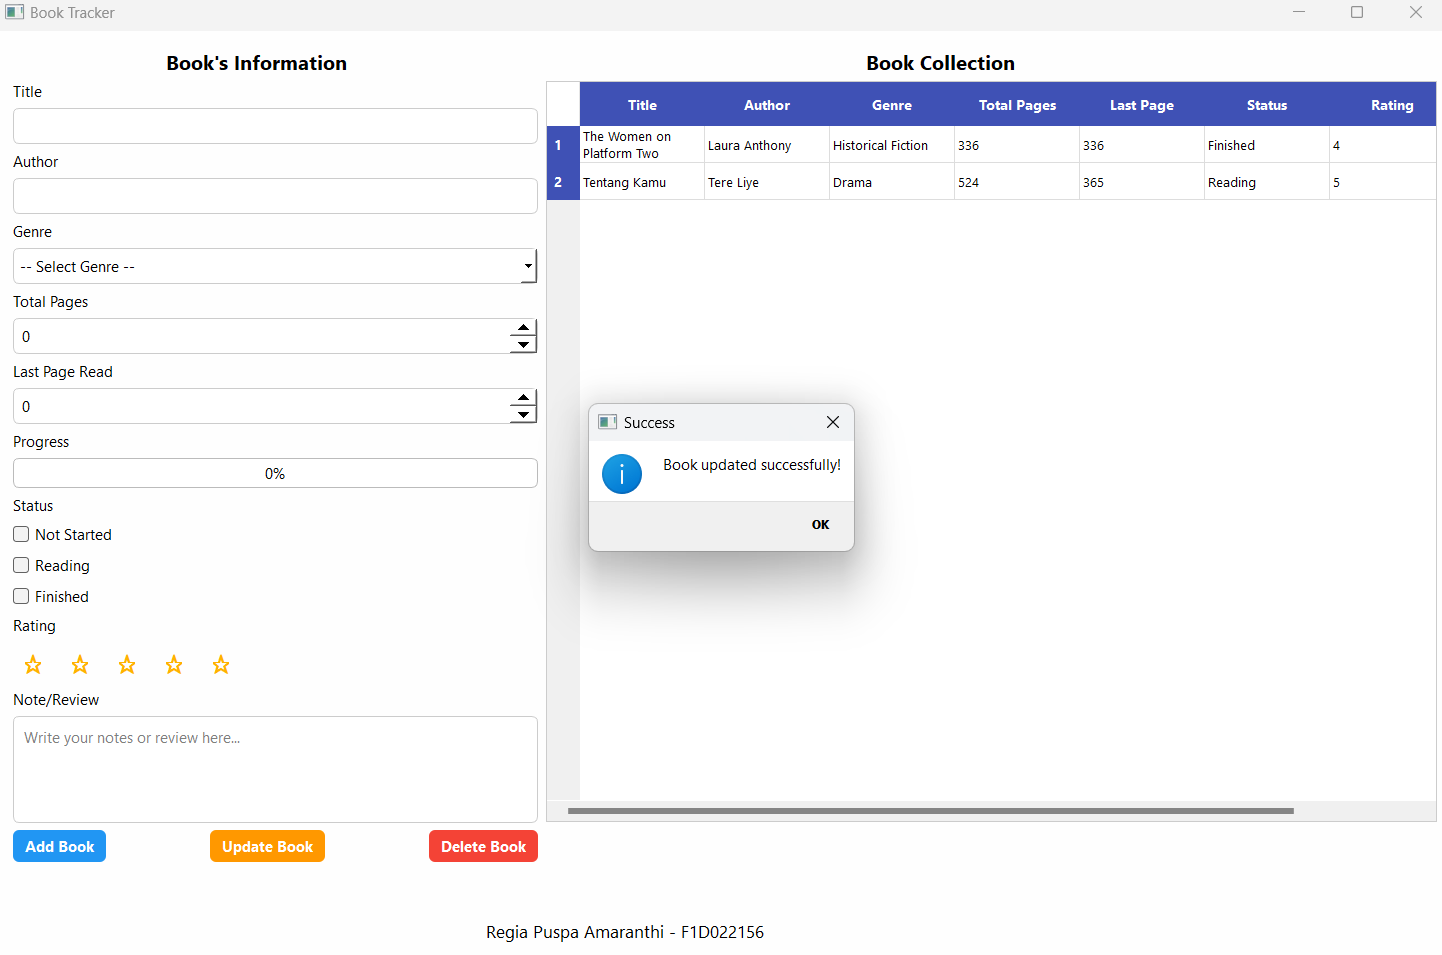 Book Tracker
Book's Information
Title
Author
Genre
-- Select Genre --
Total Pages
0
Last Page Read
0
Progress
0%
Status
Not Started
Reading
Finished
Rating
Note/Review
Write your notes or review here...
Add Book Update Book Delete Book
Book Collection
Title Author Genre Total Pages Last Page Status Rating
1 The Women on Platform Two Laura Anthony Historical Fiction 336 336 Finished 4
2 Tentang Kamu Tere Liye Drama 524 365 Reading 5
Success
Book updated successfully!
OK
Regia Puspa Amaranthi - F1D022156